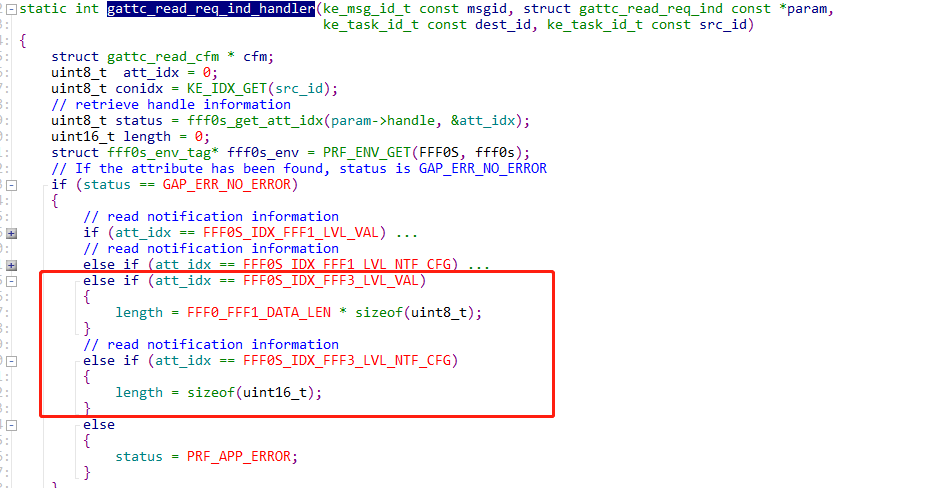 static int gattc_read_req_ind_handler(ke_msg_id_t const msgid, struct gattc_read_req_ind const *param,
ke_task_id_t const dest_id, ke_task_id_t const src_id)
{
struct gattc_read_cfm * cfm;
uint8_t  att_idx = 0;
uint8_t conidx = KE_IDX_GET(src_id);
// retrieve handle information
uint8_t status = fff0s_get_att_idx(param->handle, &att_idx);
uint16_t length = 0;
struct fff0s_env_tag* fff0s_env = PRF_ENV_GET(FFF0S, fff0s);
// If the attribute has been found, status is GAP_ERR_NO_ERROR
if (status == GAP_ERR_NO_ERROR)
{
// read notification information
if (att_idx == FFF0S_IDX_FFF1_LVL_VAL) ...
// read notification information
else if (att_idx == FFF0S_IDX_FFF1_LVL_NTF_CFG) ...
else if (att_idx == FFF0S_IDX_FFF3_LVL_VAL)
{
length = FFF0_FFF1_DATA_LEN * sizeof(uint8_t);
}
// read notification information
else if (att_idx == FFF0S_IDX_FFF3_LVL_NTF_CFG)
{
length = sizeof(uint16_t);
}
else
{
status = PRF_APP_ERROR;
}